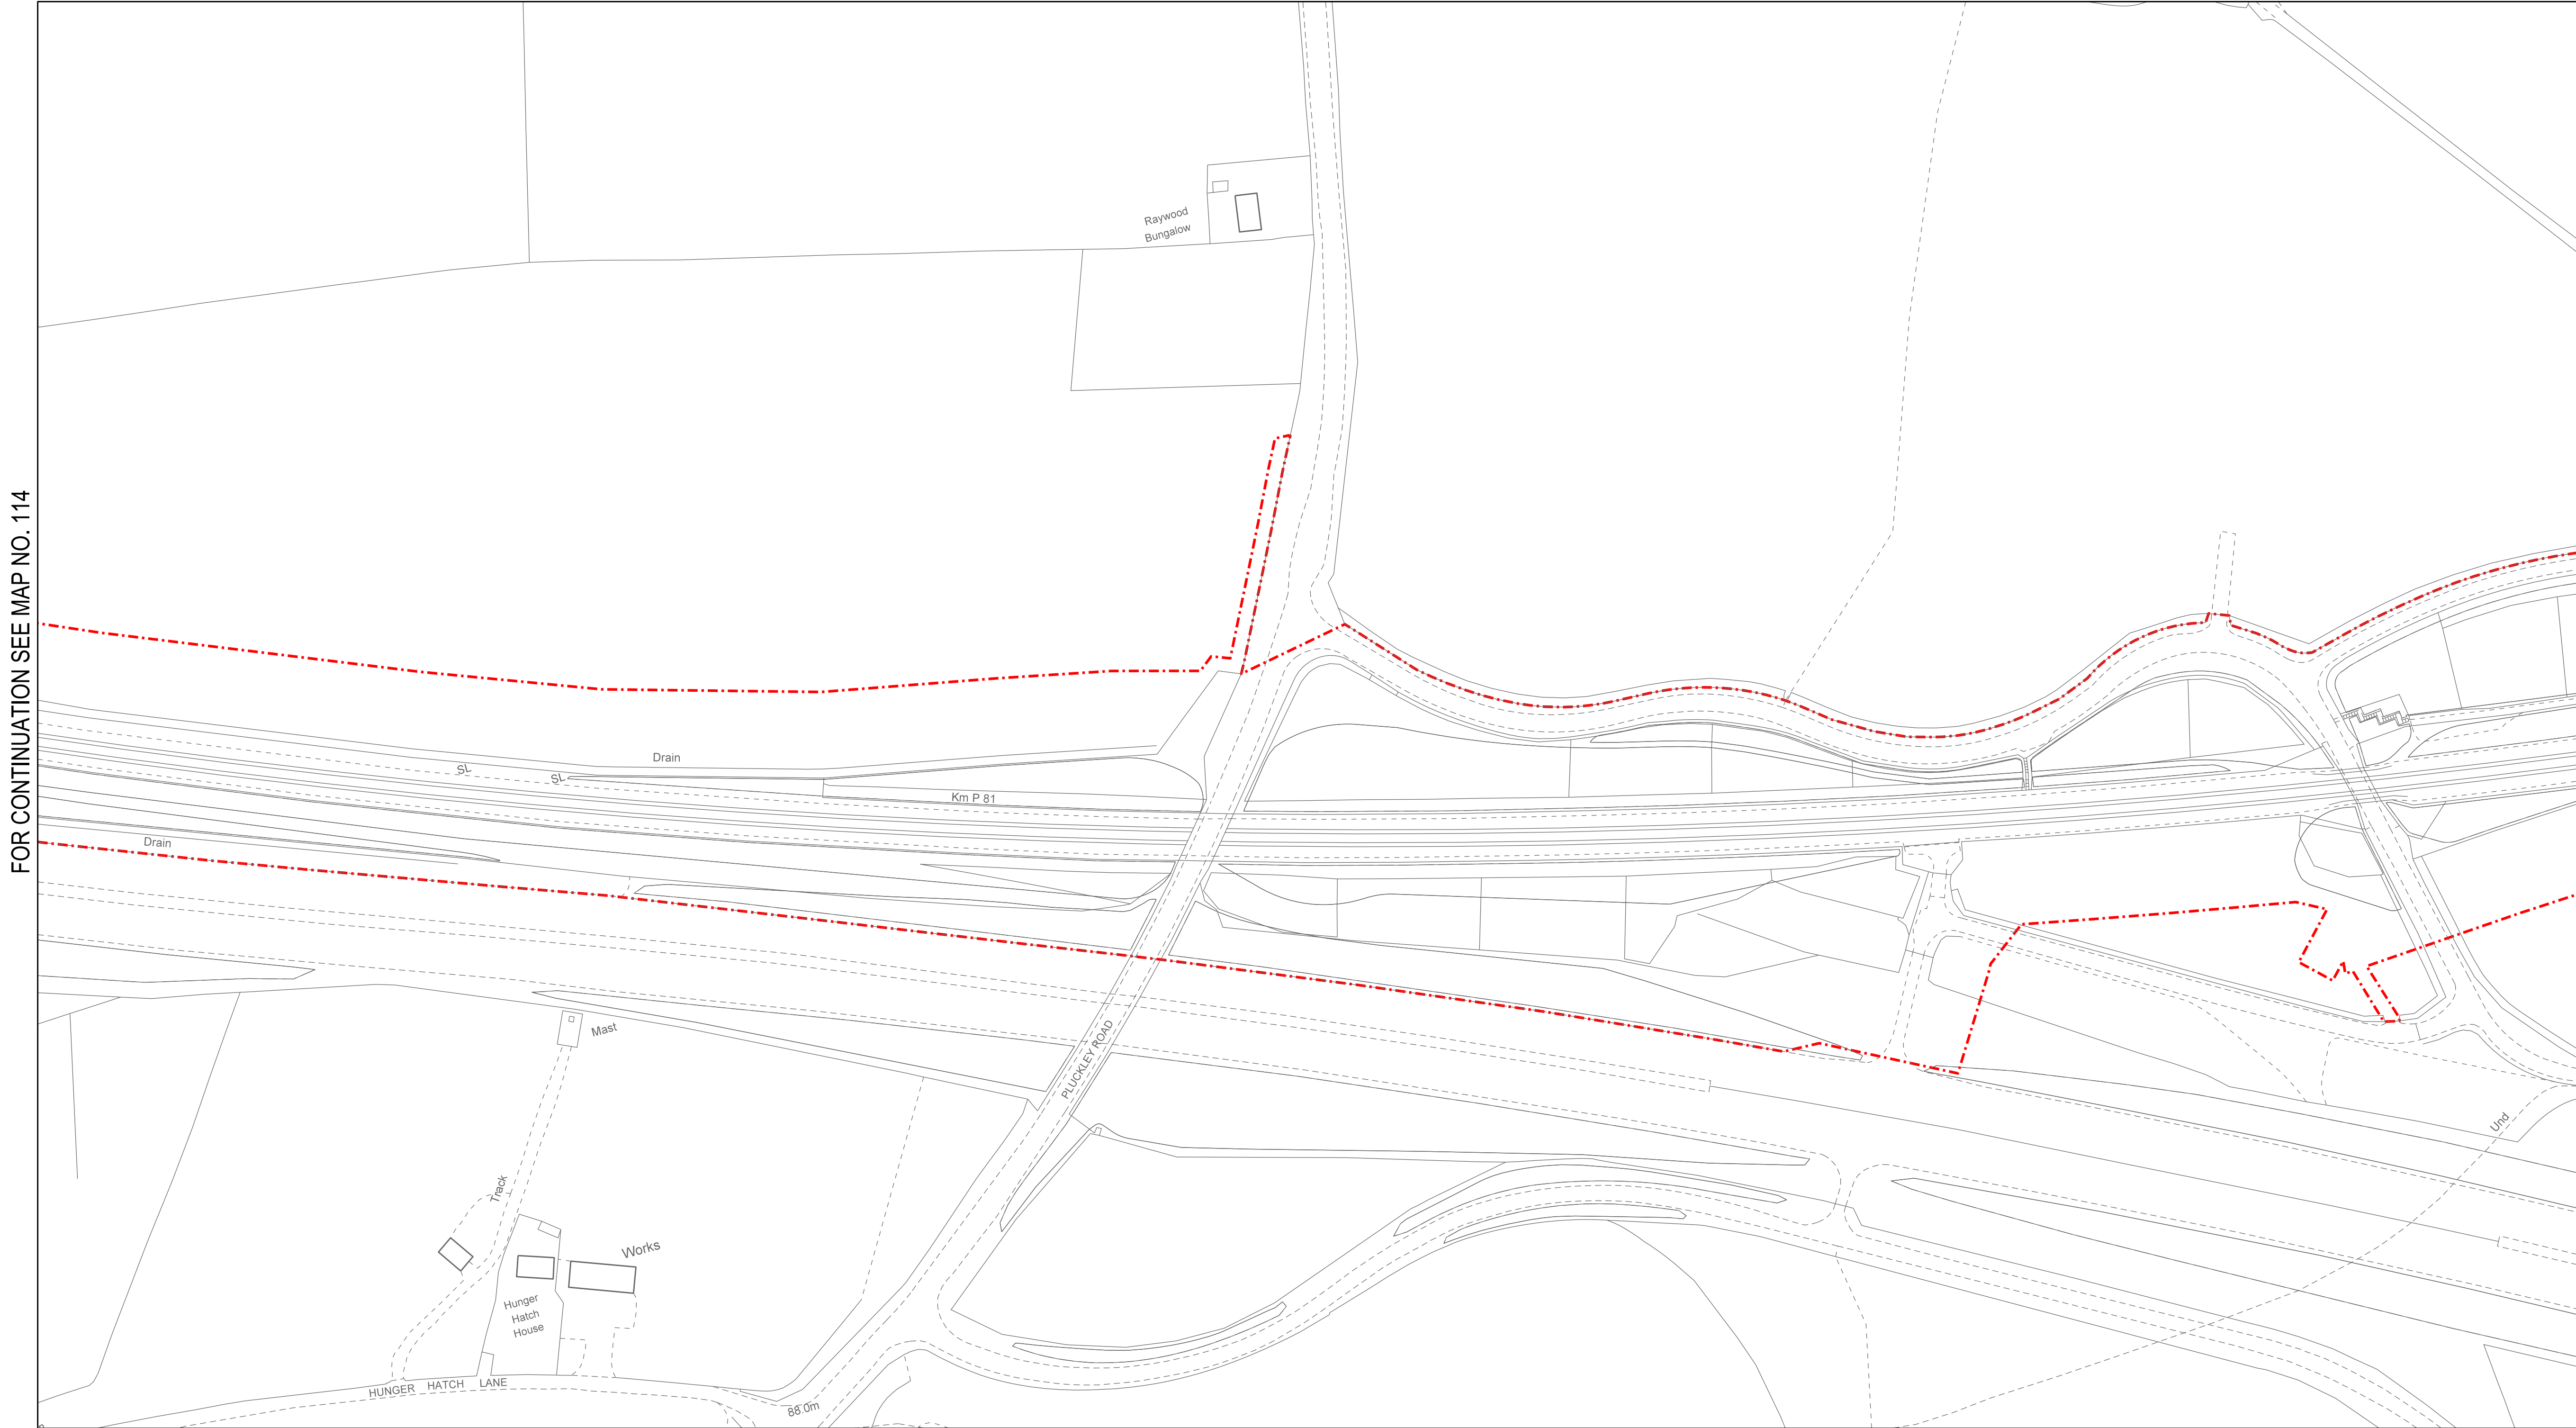 FOR CONTINUATION SEE MAP NO. 114
Raywood
Bungalow
Drain
SL
SL
Km P 81
Drain
Mast
PLUCKLEY ROAD
Und
Track
Works
Hunger
Hatch
House
HUNGER HATCH LANE
88.0m